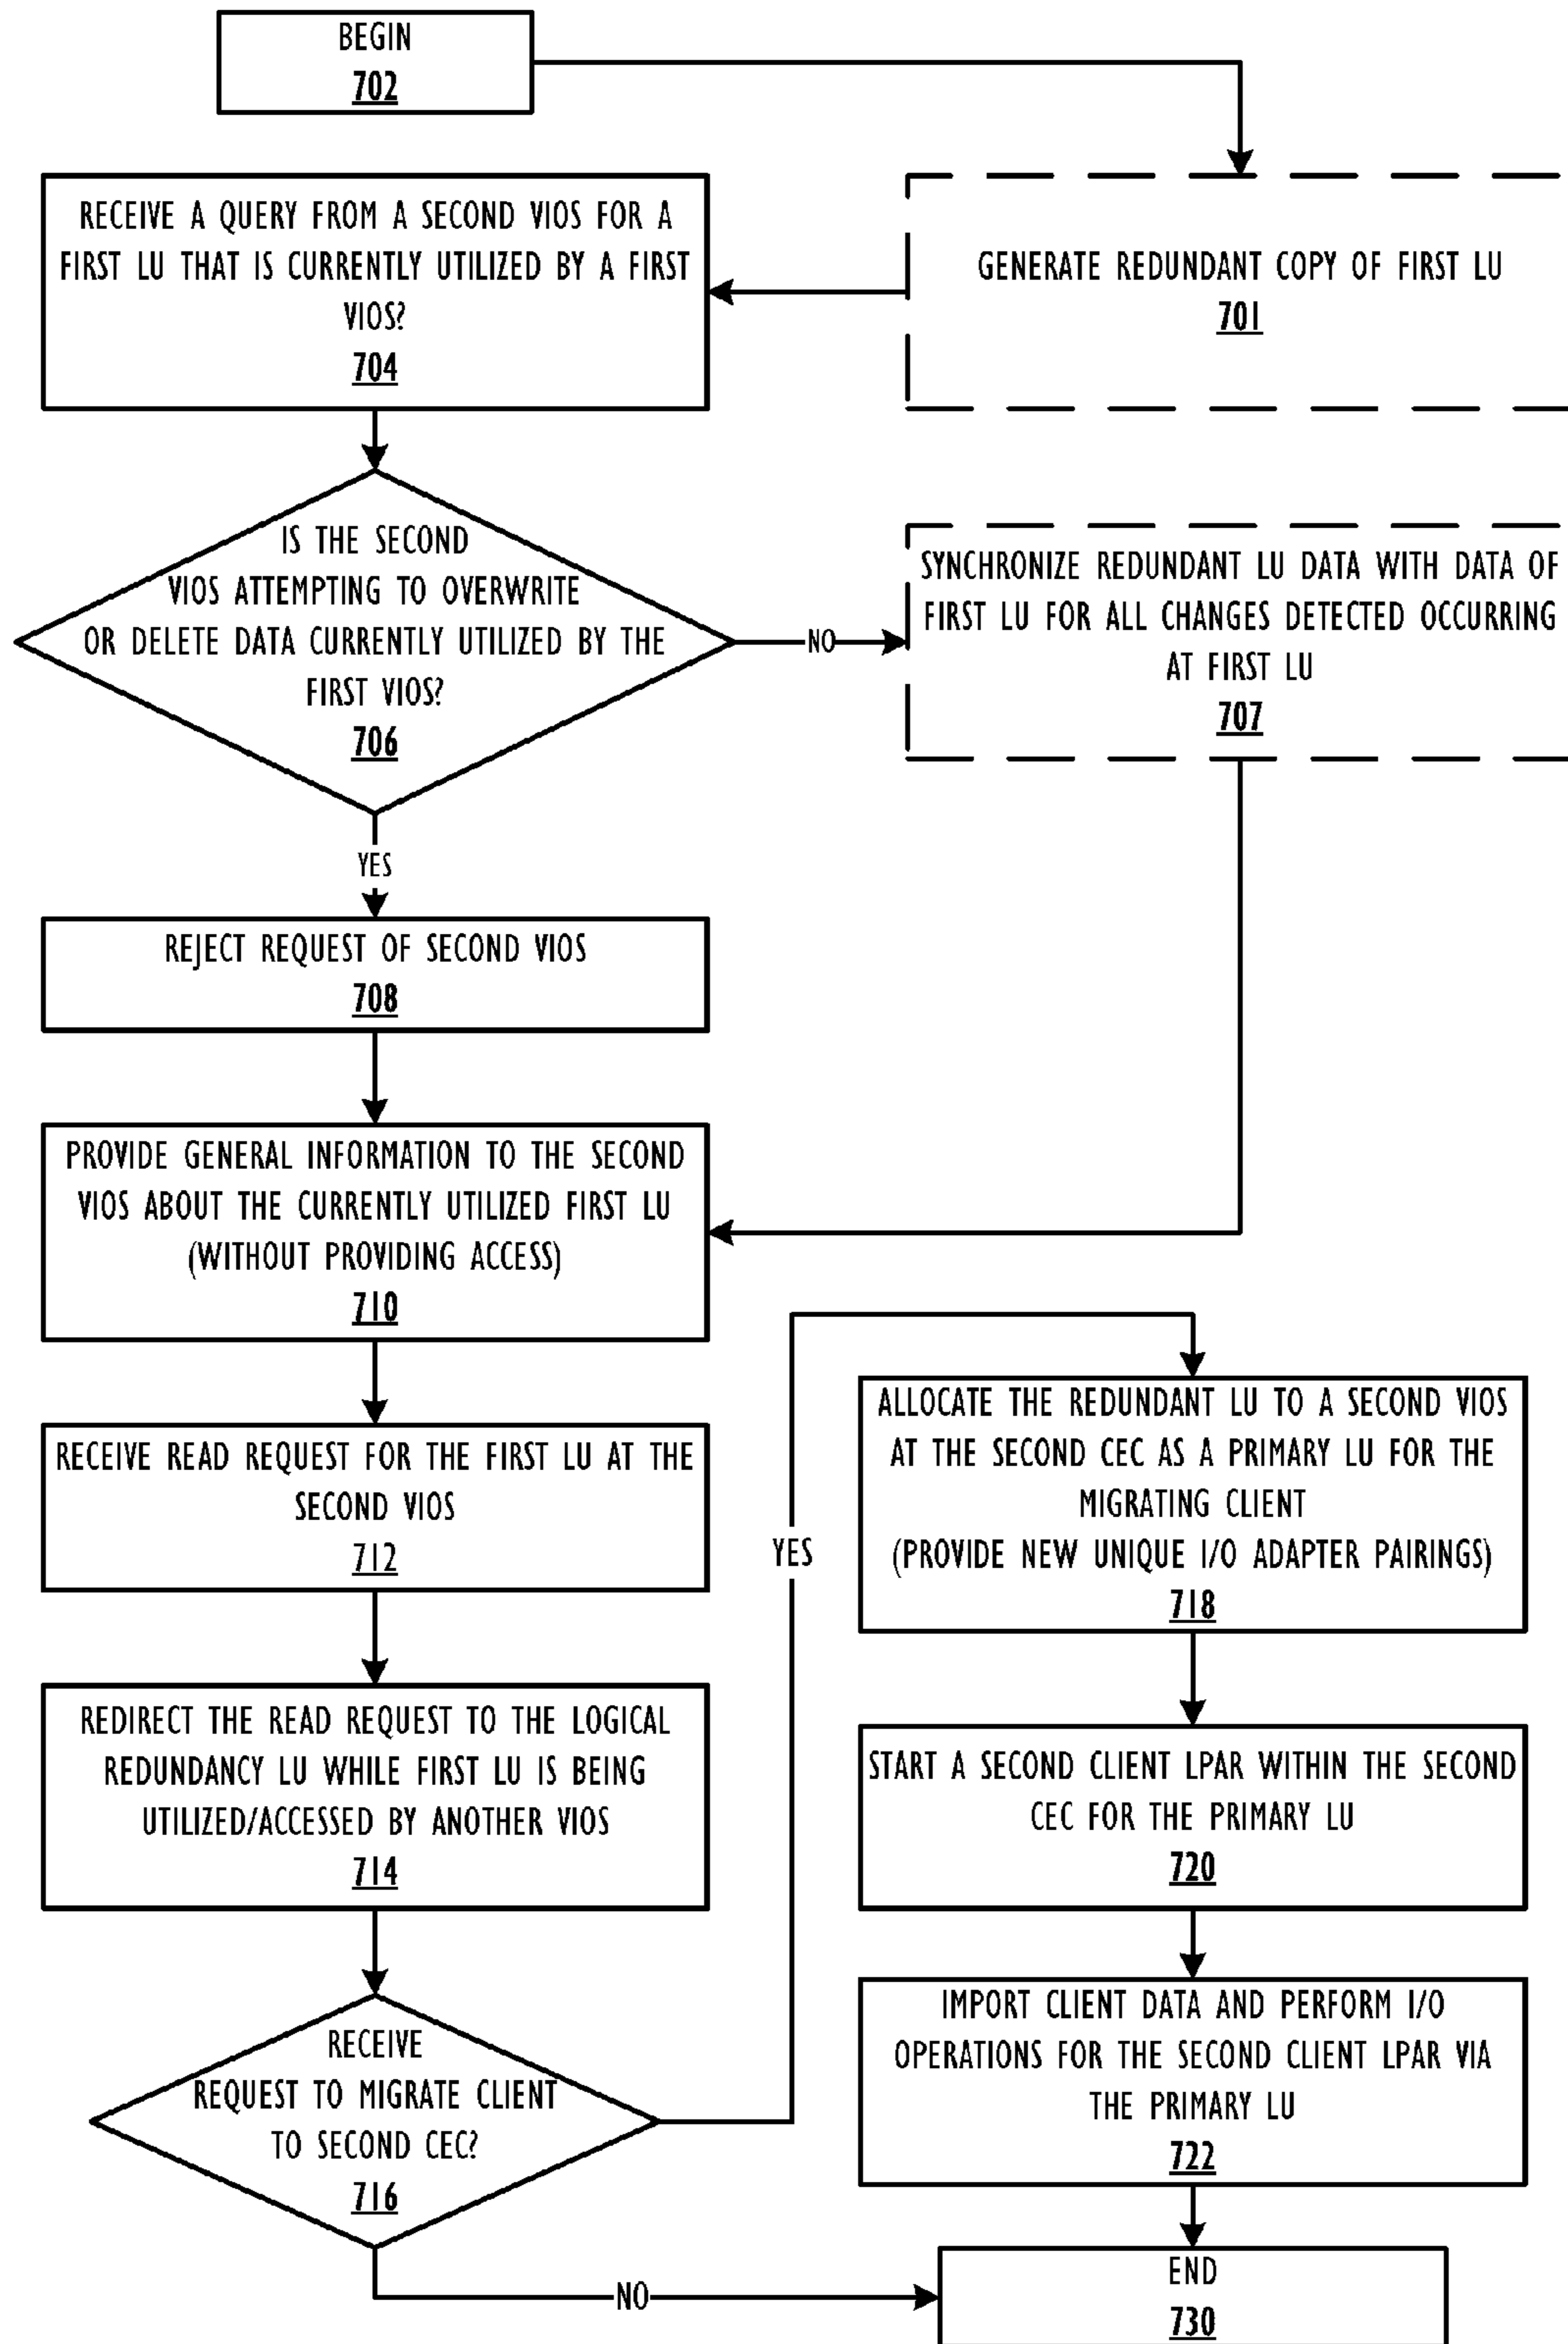 BEGIN
702
GENERATE REDUNDANT COPY OF FIRST LU
701
RECEIVE A QUERY FROM A SECOND VIOS FOR A
FIRST LU THAT IS CURRENTLY UTILIZED BY A FIRST
VIOS?
704
IS THE SECOND
VIOS ATTEMPTING TO OVERWRITE
OR DELETE DATA CURRENTLY UTILIZED BY THE
FIRST VIOS?
706
NO
SYNCHRONIZE REDUNDANT LU DATA WITH DATA OF
FIRST LU FOR ALL CHANGES DETECTED OCCURRING
AT FIRST LU
707
YES
REJECT REQUEST OF SECOND VIOS
708
PROVIDE GENERAL INFORMATION TO THE SECOND
VIOS ABOUT THE CURRENTLY UTILIZED FIRST LU
(WITHOUT PROVIDING ACCESS)
710
RECEIVE READ REQUEST FOR THE FIRST LU AT THE
SECOND VIOS
712
REDIRECT THE READ REQUEST TO THE LOGICAL
REDUNDANCY LU WHILE FIRST LU IS BEING
UTILIZED/ACCESSED BY ANOTHER VIOS
714
RECEIVE
REQUEST TO MIGRATE CLIENT
TO SECOND CEC?
716
YES
ALLOCATE THE REDUNDANT LU TO A SECOND VIOS
AT THE SECOND CEC AS A PRIMARY LU FOR THE
MIGRATING CLIENT
(PROVIDE NEW UNIQUE I/O ADAPTER PAIRINGS)
718
START A SECOND CLIENT LPAR WITHIN THE SECOND
CEC FOR THE PRIMARY LU
720
IMPORT CLIENT DATA AND PERFORM I/O
OPERATIONS FOR THE SECOND CLIENT LPAR VIA
THE PRIMARY LU
722
NO
END
730